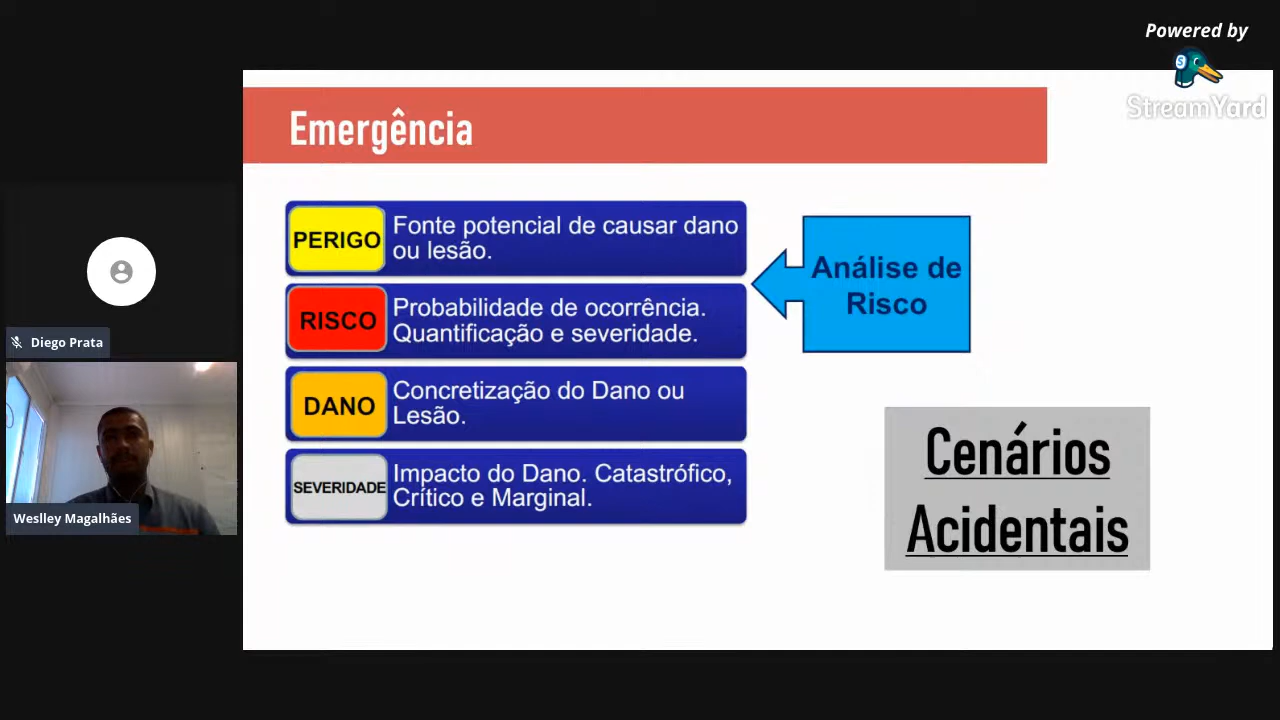 Powered by
StreamYard
Emergência
PERIGO
Fonte potencial de causar dano
ou lesão.
RISCO
Probabilidade de ocorrência.
Quantificação e severidade.
DANO
Concretização do Dano ou
Lesão.
SEVERIDADE
Impacto do Dano. Catastrófico,
Crítico e Marginal.
Análise de
Risco
Cenários
Acidentais
Diego Prata
Weslley Magalhães